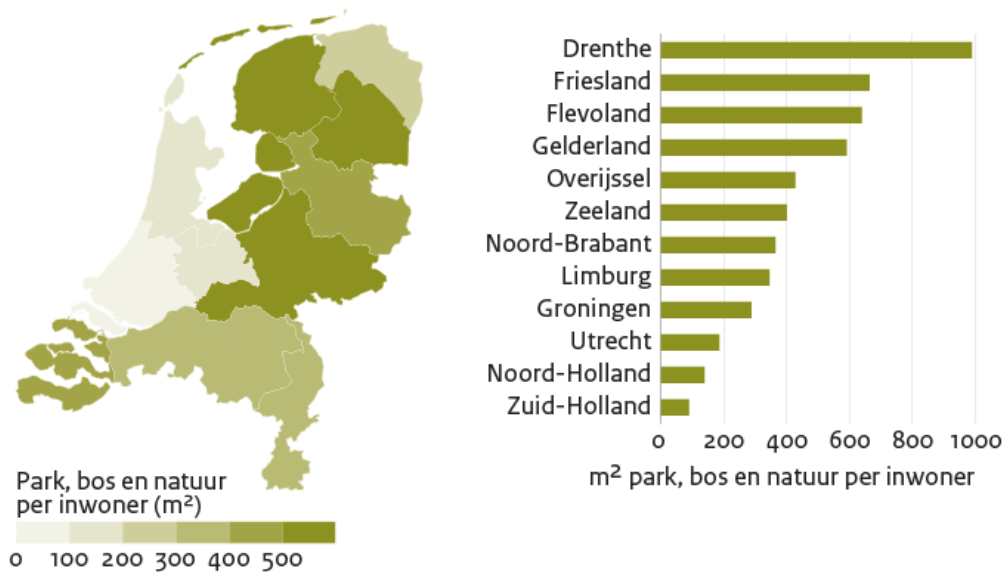 Drenthe
Friesland
Flevoland
Gelderland
Overijssel
Zeeland
Noord-Brabant
Limburg
Groningen
Utrecht
Noord-Holland
Zuid-Holland
0 200 400 600 800 1000
m² park, bos en natuur per inwoner
Park, bos en natuur
per inwoner (m²)
0 100 200 300 400 500